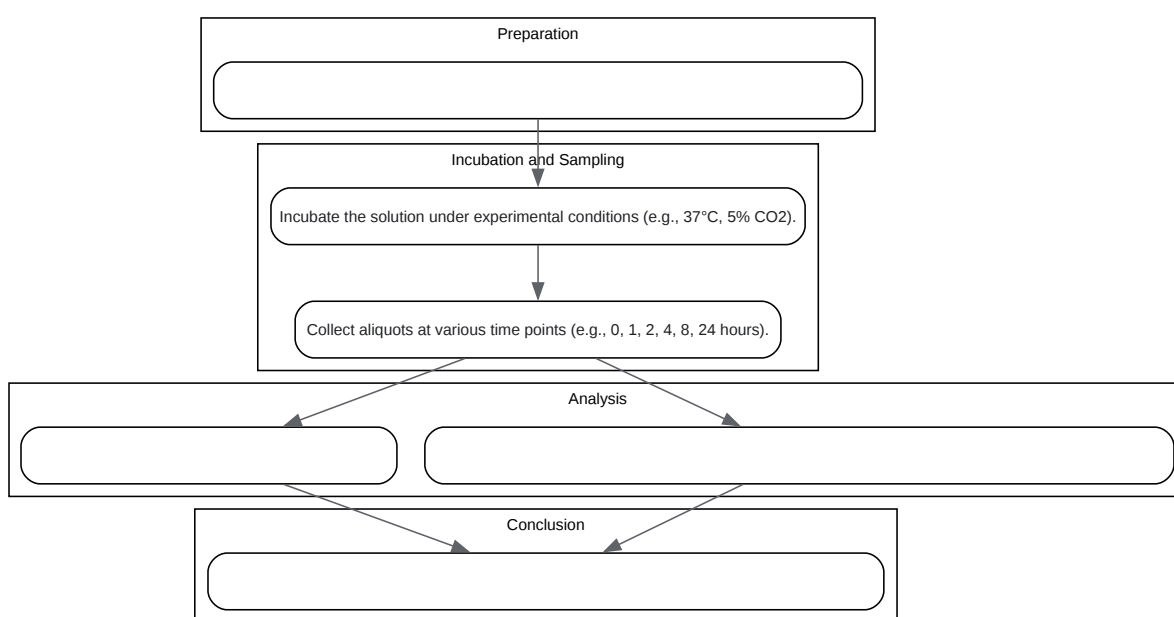 Preparation
Incubation and Sampling
Incubate the solution under experimental conditions (e.g., 37°C, 5% CO2).
Collect aliquots at various time points (e.g., 0, 1, 2, 4, 8, 24 hours).
Analysis
Conclusion